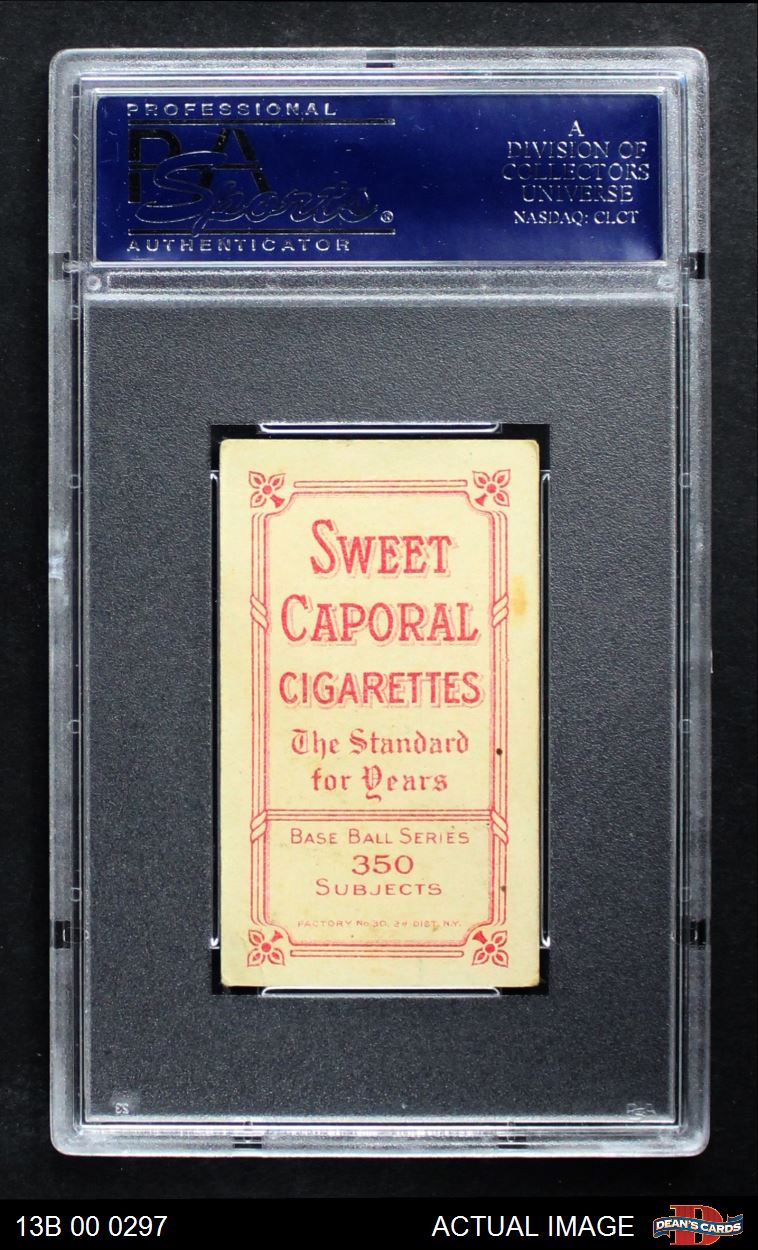 PROFESSIONAL
PSA
Sports®
AUTHENTICATOR
A
DIVISION OF
COLLECTORS
UNIVERSE
NASDAQ: CLCT
SWEET
CAPORAL
CIGARETTES
The Standard
for Years
BASE BALL SERIES
350
SUBJECTS
FACTORY No 30, 2d DIST. N.Y.
13B 00 0297
ACTUAL IMAGE
D
DEAN'S CARDS